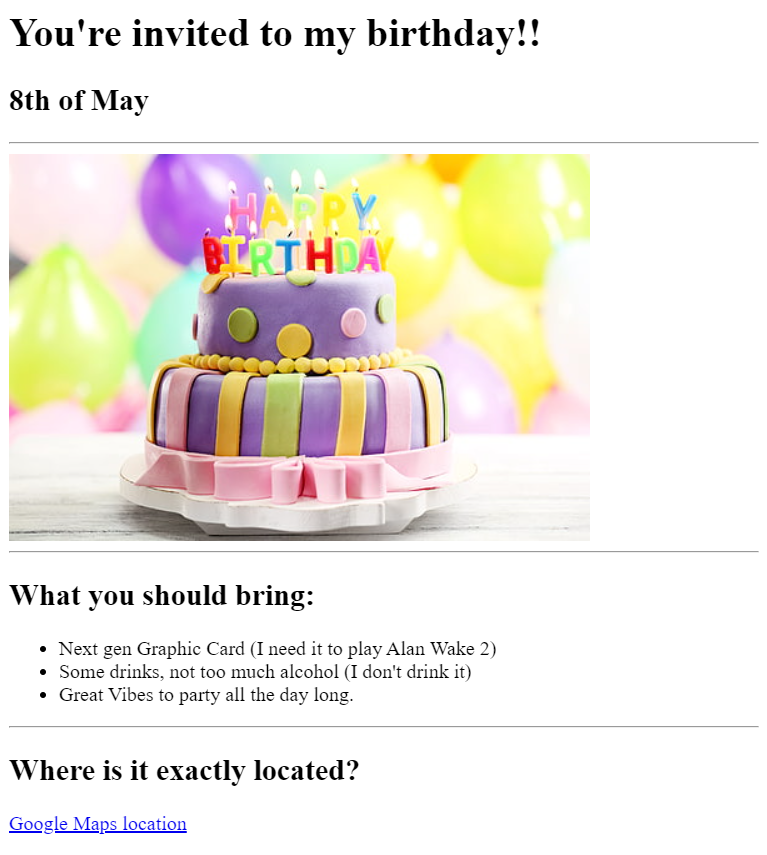 You're invited to my birthday!!
8th of May
HAPPY
BIRTHDAY
What you should bring:
Next gen Graphic Card (I need it to play Alan Wake 2)
Some drinks, not too much alcohol (I don't drink it)
Great Vibes to party all the day long.
Where is it exactly located?
Google Maps location